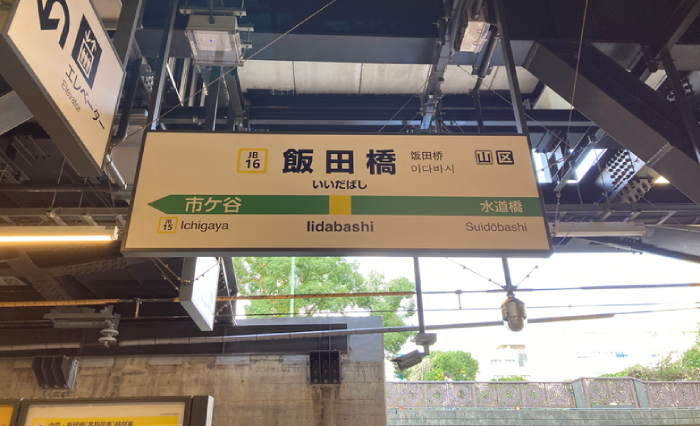 エレベーター
Elevator
JB
16
飯田橋
饭田桥
이다바시
山 区
いいだばし
市ケ谷
水道橋
JB
15
Ichigaya
Iidabashi
Suidōbashi